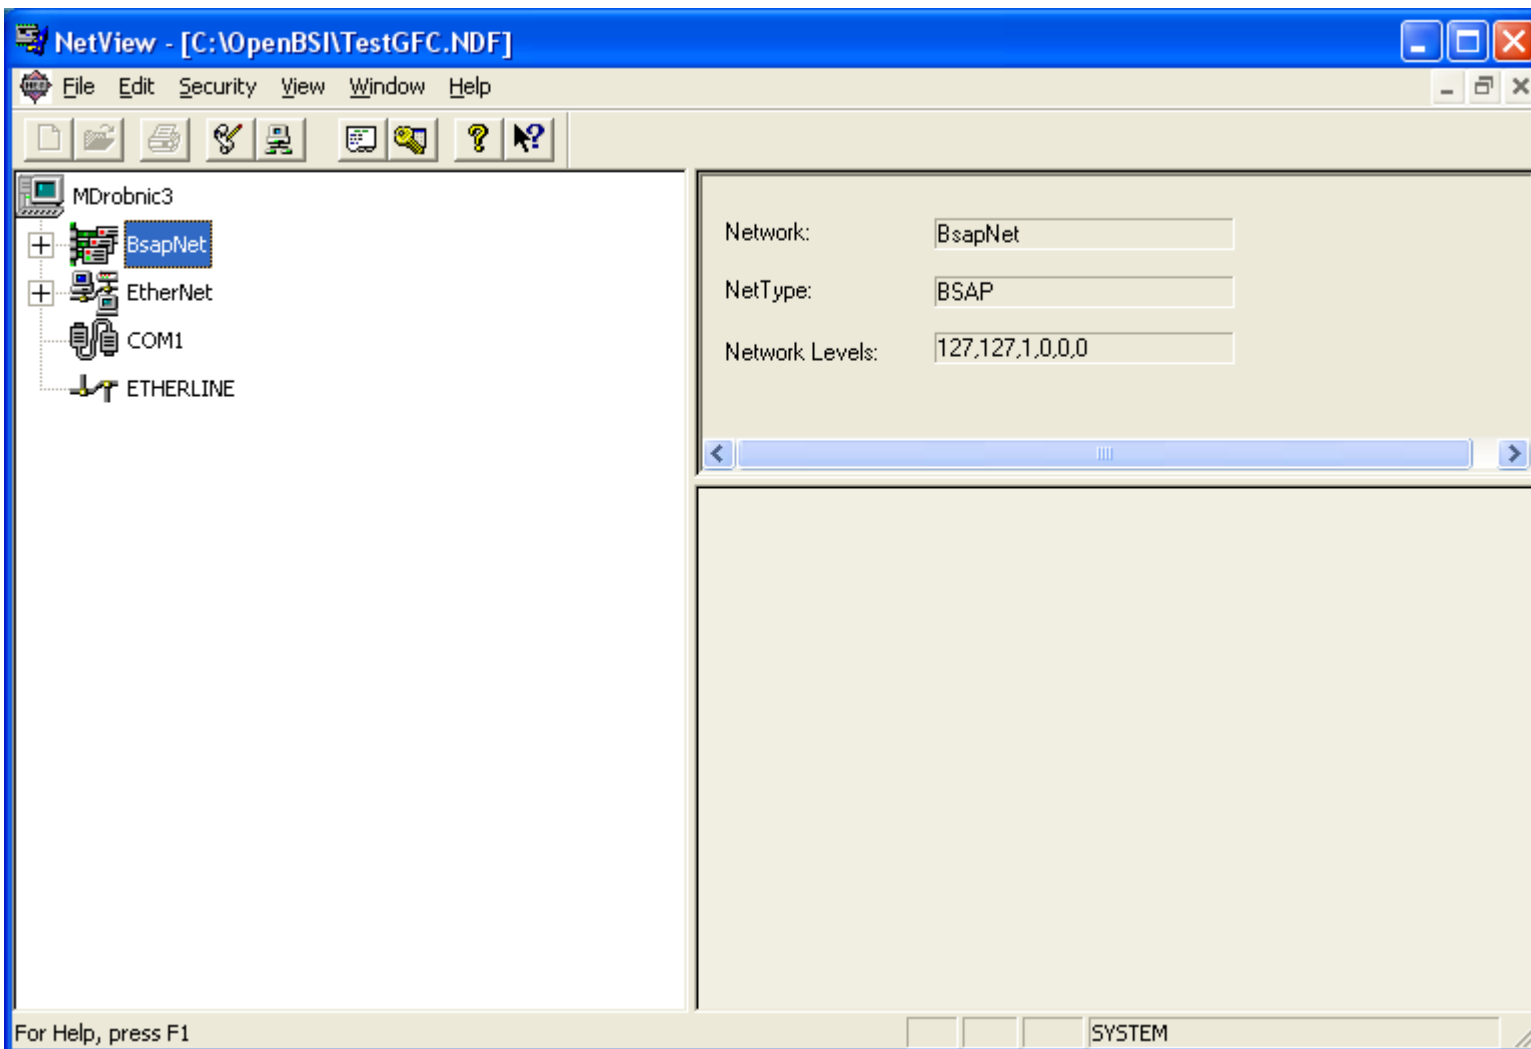 NetView - [C:\OpenBSI\TestGFC.NDF]
File Edit Security View Window Help
MDrobnic3
BsapNet
EtherNet
COM1
ETHERLINE
Network: BsapNet
NetType: BSAP
Network Levels: 127,127,1,0,0,0
For Help, press F1 SYSTEM